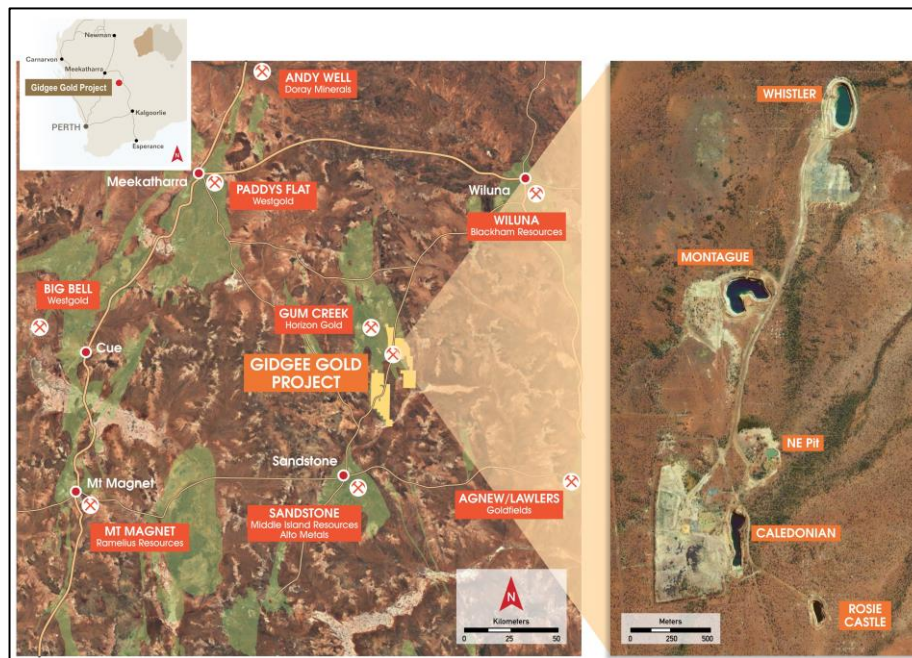 Newman
Carnarvon
Meekatharra
Gidgee Gold Project
Kalgoorlie
PERTH
Esperance
N
ANDY WELL
Doray Minerals
Meekatharra
PADDYS FLAT
Westgold
Wiluna
WILUNA
Blackham Resources
BIG BELL
Westgold
GUM CREEK
Horizon Gold
Cue
GIDGEE GOLD
PROJECT
Sandstone
Mt Magnet
SANDSTONE
Middle Island Resources
Alto Metals
AGNEW/LAWLERS
Goldfields
MT MAGNET
Ramelius Resources
N
Kilometers
0 25 50
WHISTLER
MONTAGUE
NE Pit
CALEDONIAN
ROSIE
CASTLE
N
Meters
0 250 500